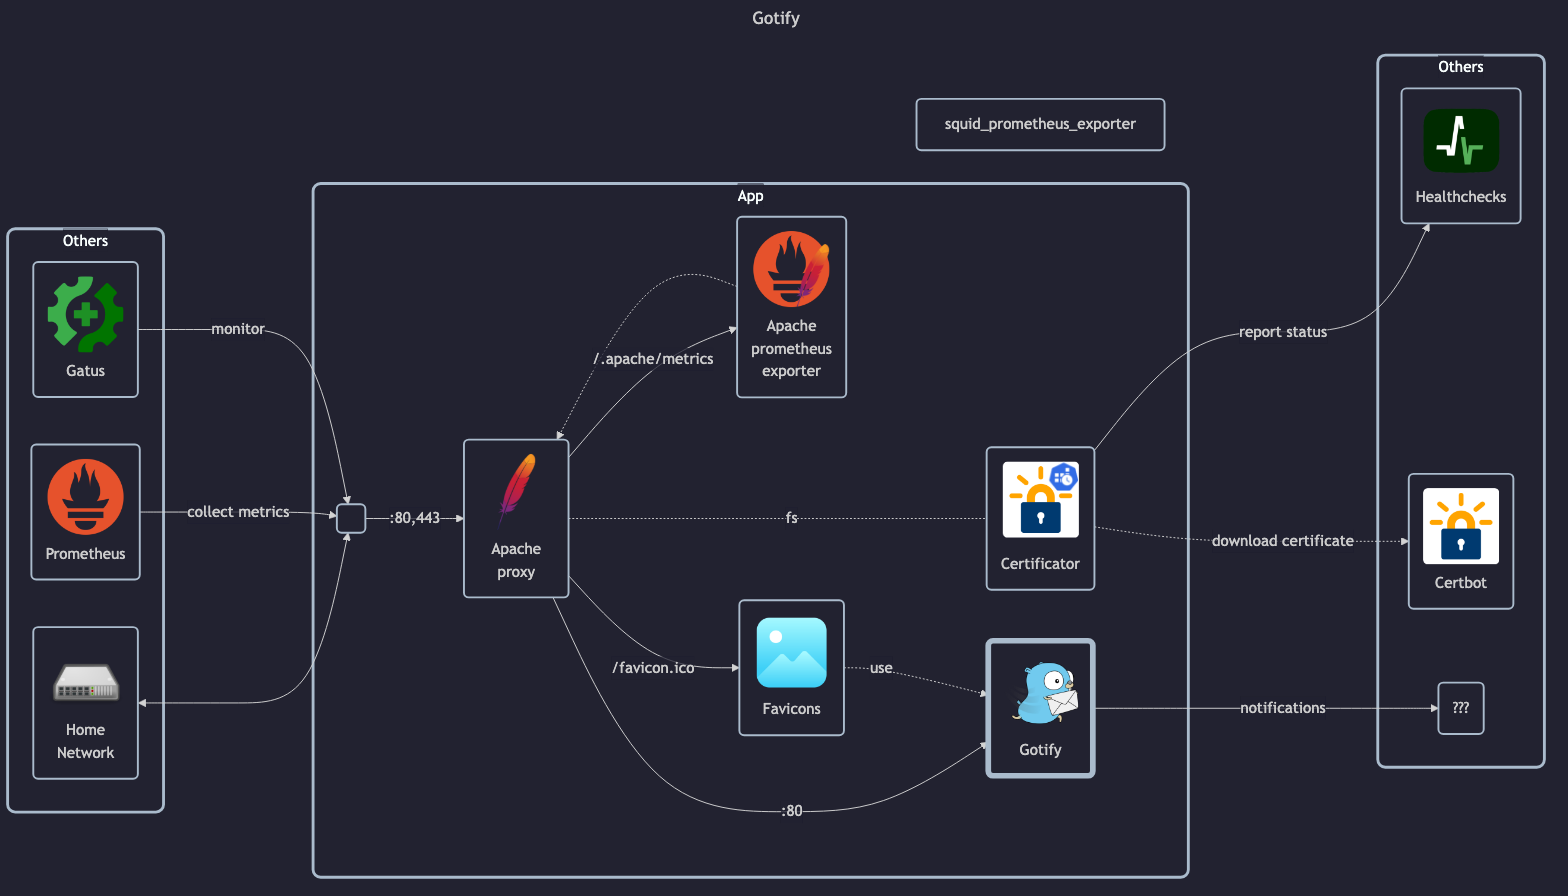 Gotify
Others
Healthchecks
squid_prometheus_exporter
App
Others
Gatus
monitor
Apache
prometheus
exporter
/.apache/metrics
report status
Prometheus
collect metrics
:80,443
Apache
proxy
fs
Certificator
download certificate
Certbot
Home
Network
/favicon.ico
Favicons
use
Gotify
notifications
???
:80